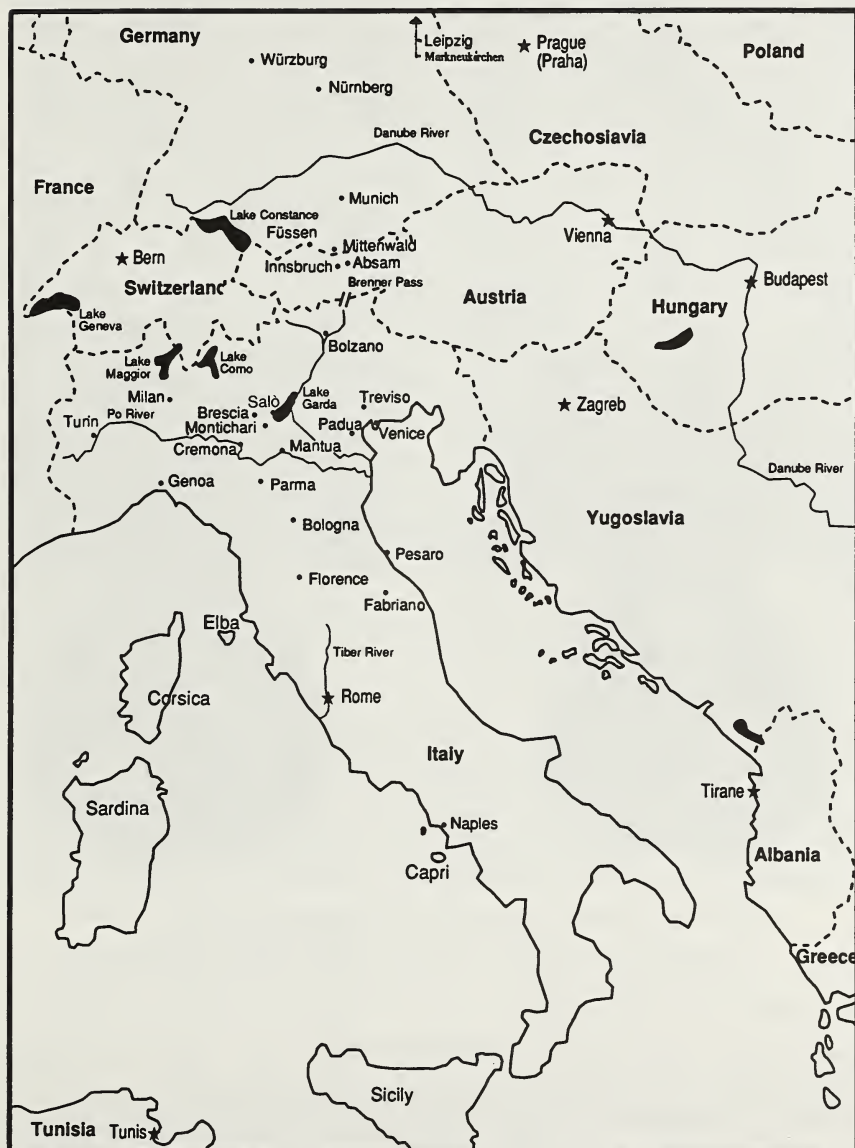 Germany
Würzburg
Nürnberg
Leipzig
Markneukirchen
Prague
(Praha)
Poland
Danube River
Czechoslavia
France
Munich
Lake Constance
Füssen
Vienna
Bern
Mittenwald
Innsbruch
Absam
Brenner Pass
Budapest
Switzerland
Austria
Hungary
Lake
Geneva
Bolzano
Lake
Maggior
Lake
Como
Milan
Salò
Lake
Garda
Treviso
Zagreb
Turin
Po River
Brescia
Montichari
Padua
Venice
Cremona
Mantua
Danube River
Genoa
Parma
Bologna
Yugoslavia
Pesaro
Florence
Fabriano
Elba
Tiber River
Corsica
Rome
Italy
Tirane
Sardina
Naples
Capri
Albania
Greece
Sicily
Tunisia
Tunis